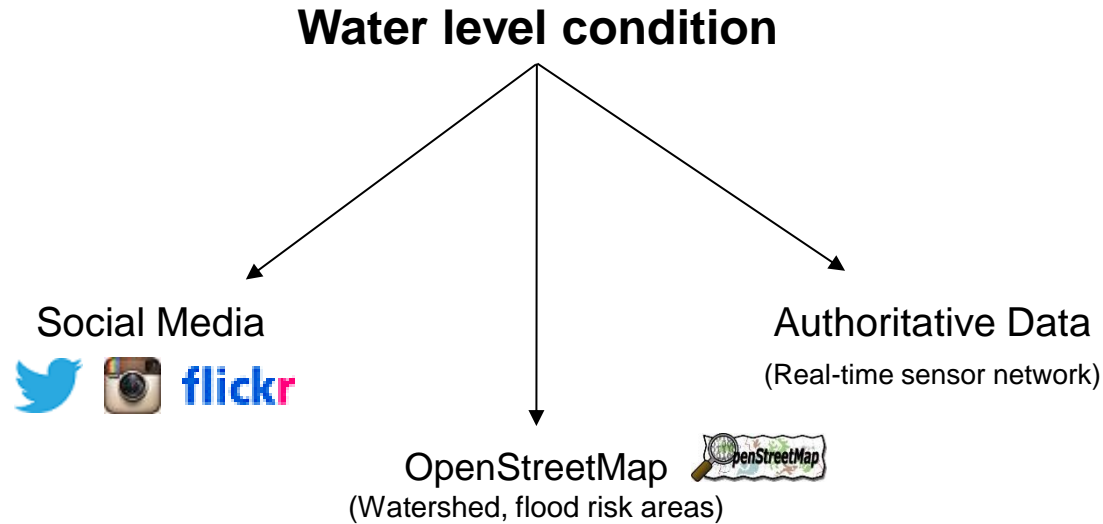 Water level condition
Social Media
flickr
Authoritative Data
(Real-time sensor network)
OpenStreetMap
OpenStreetMap
(Watershed, flood risk areas)